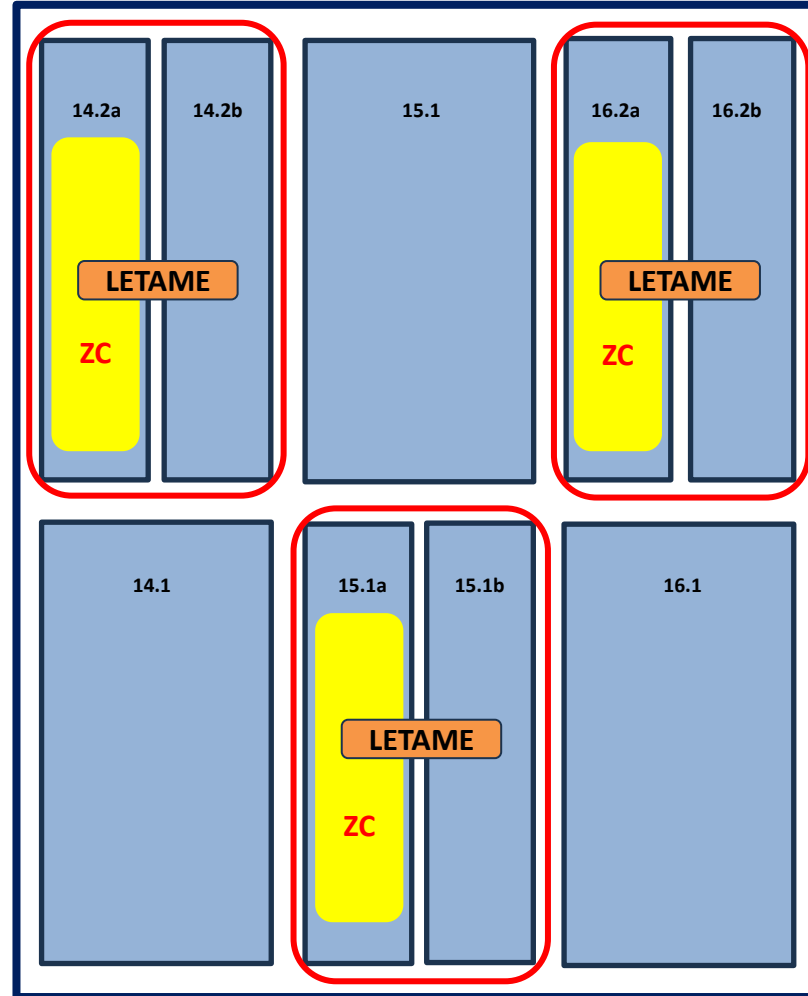 14.2a
14.2b
15.1
16.2a
16.2b
LETAME
LETAME
ZC
ZC
14.1
15.1a
15.1b
16.1
LETAME
ZC